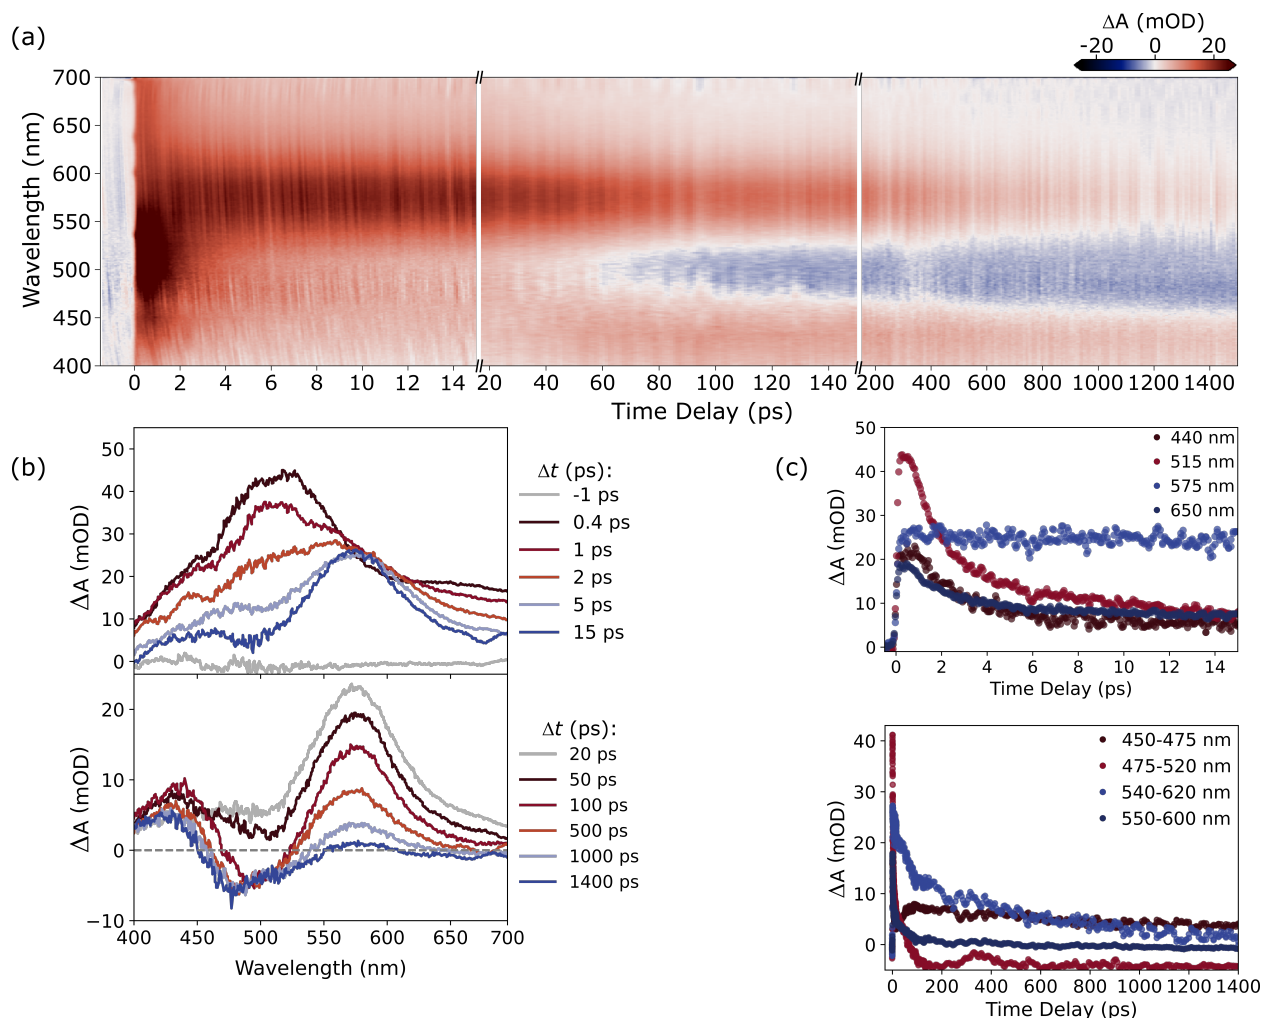 (a)
ΔA (mOD)
-20 0 20
700
650
600
550
500
450
400
Wavelength (nm)
0 2 4 6 8 10 12 14 20 40 60 80 100 120 140 200 400 600 800 1000 1200 1400
Time Delay (ps)
(b)
50
40
30
20
10
0
ΔA (mOD)
Δt (ps):
-1 ps
0.4 ps
1 ps
2 ps
5 ps
15 ps
20
10
0
−10
ΔA (mOD)
400 450 500 550 600 700
Wavelength (nm)
Δt (ps):
20 ps
50 ps
100 ps
500 ps
1000 ps
1400 ps
(c)
50
40
30
20
10
0
ΔA (mOD)
440 nm
515 nm
575 nm
650 nm
0 2 4 6 8 10 12 14
Time Delay (ps)
40
30
20
10
0
ΔA (mOD)
450-475 nm
475-520 nm
540-620 nm
550-600 nm
0 200 400 600 800 1000 1200 1400
Time Delay (ps)